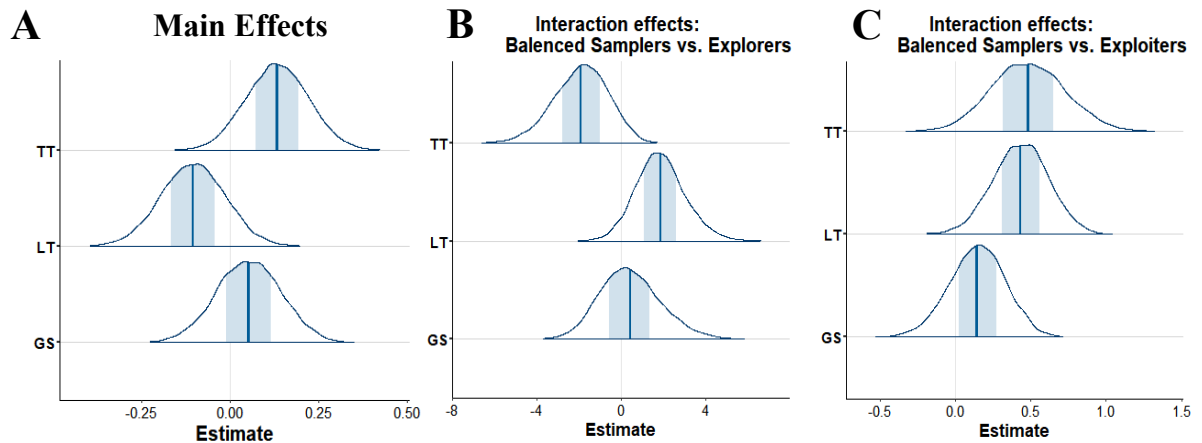 A
Main Effects
TT
LT
GS
-0.25
0.00
0.25
0.50
Estimate
B
Interaction effects:
Balenced Samplers vs. Explorers
TT
LT
GS
-8
-4
0
4
Estimate
C
Interaction effects:
Balenced Samplers vs. Exploiters
TT
LT
GS
-0.5
0.0
0.5
1.0
1.5
Estimate